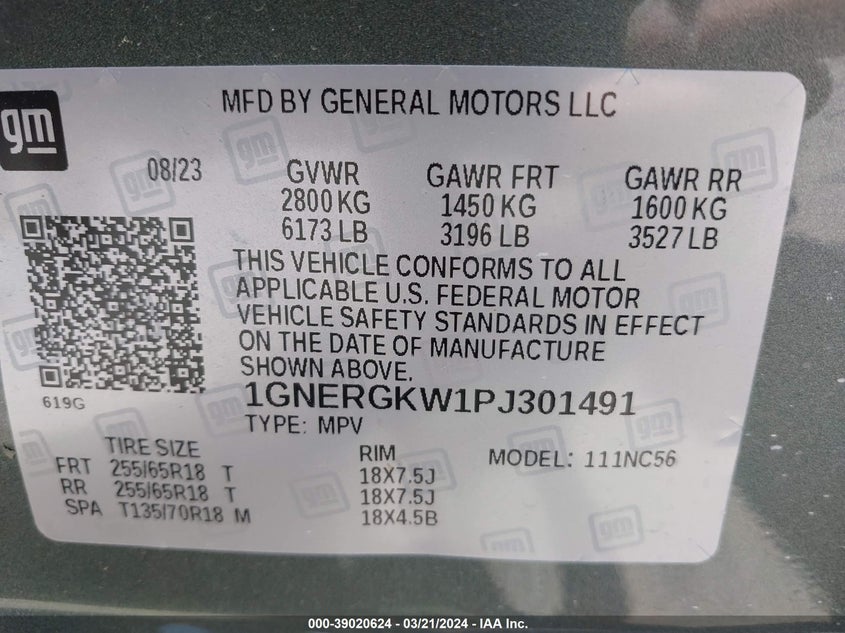 MFD BY GENERAL MOTORS LLC
gm
08/23
GVWR
2800 KG
6173 LB
GAWR FRT
1450 KG
3196 LB
GAWR RR
1600 KG
3527 LB
THIS VEHICLE CONFORMS TO ALL
APPLICABLE U.S. FEDERAL MOTOR
VEHICLE SAFETY STANDARDS IN EFFECT
ON THE DATE OF MANUFACTURE
SHOWN ABOVE.
619G
1GNERGKW1PJ301491
TYPE: MPV
TIRE SIZE
RIM
MODEL: 111NC56
FRT 255/65R18 T 18X7.5J
RR 255/65R18 T 18X7.5J
SPA T135/70R18 M 18X4.5B
000-39020624 - 03/21/2024 - IAA Inc.